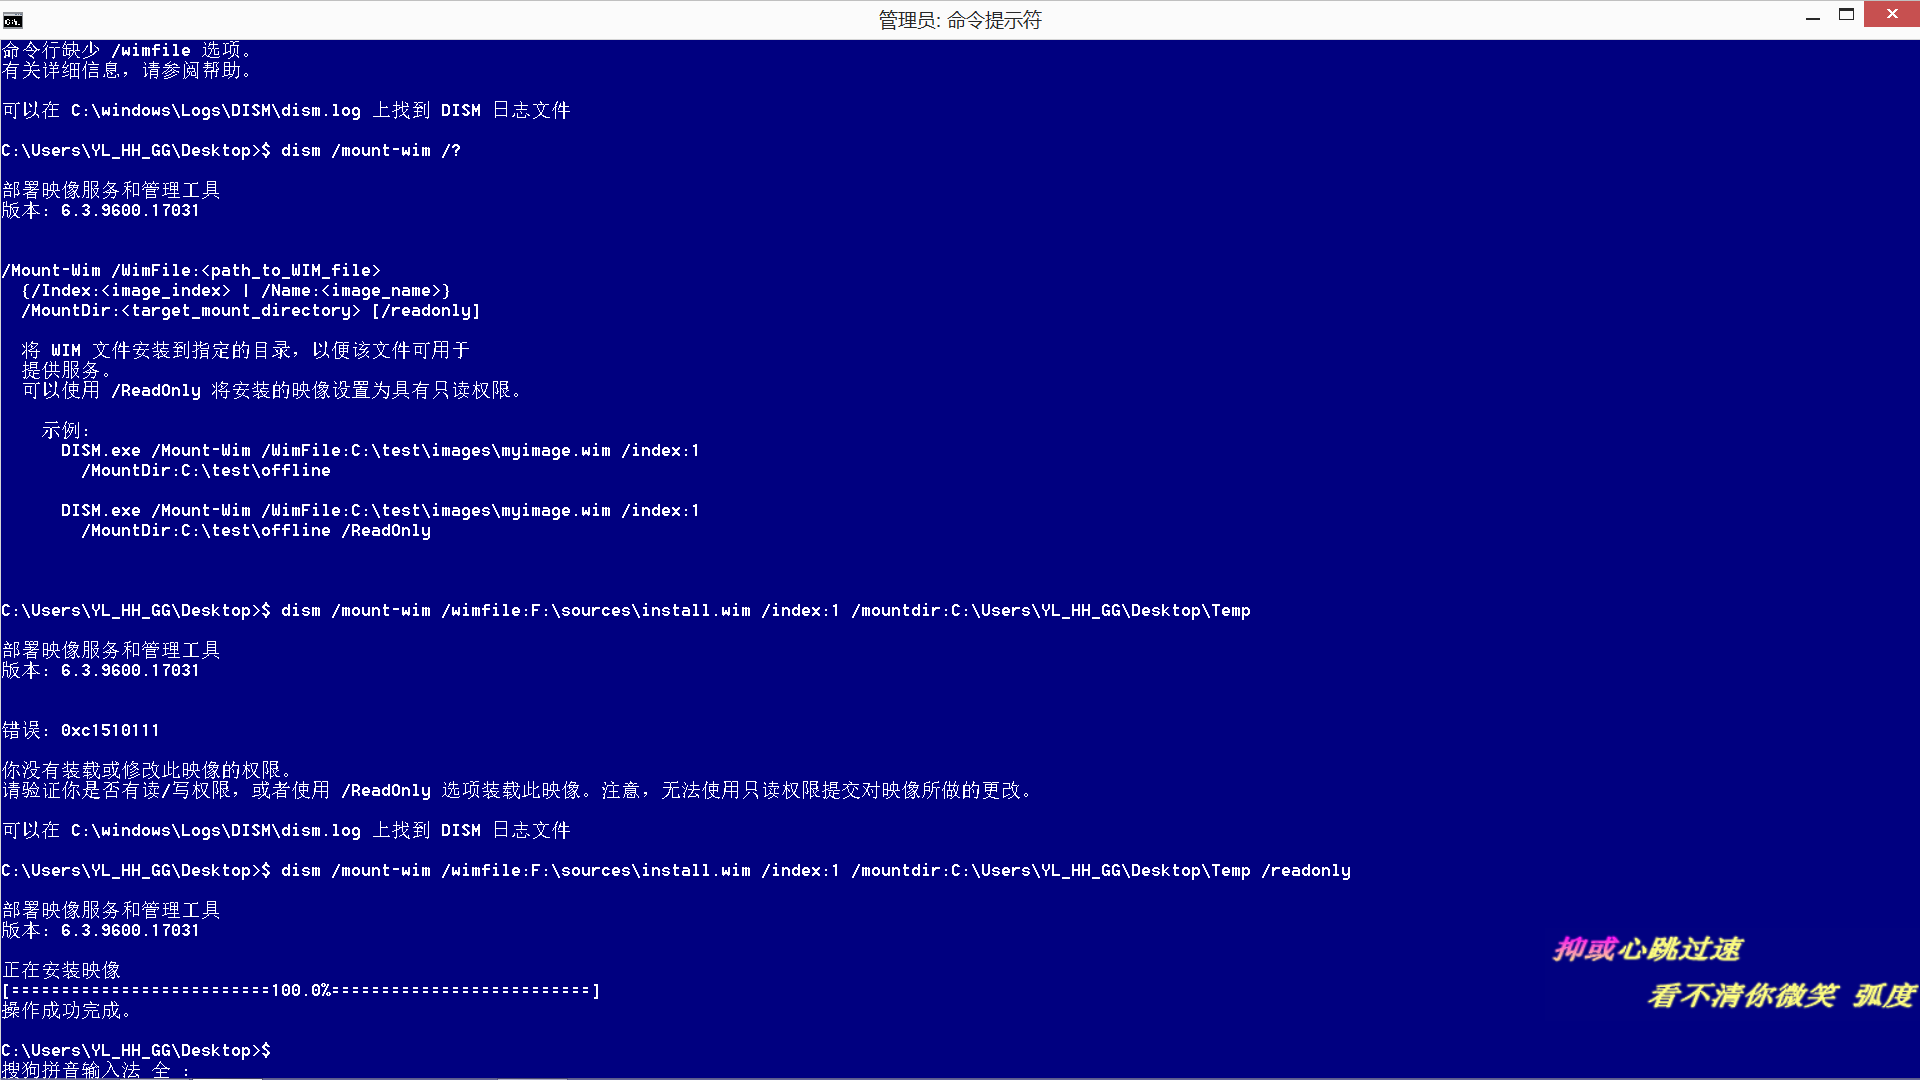 管理员: 命令提示符
命令行缺少 /wimfile 选项。
有关详细信息，请参阅帮助。
可以在 C:\windows\Logs\DISM\dism.log 上找到 DISM 日志文件
C:\Users\YL_HH_GG\Desktop>$ dism /mount-wim /?
部署映像服务和管理工具
版本: 6.3.9600.17031
/Mount-Wim /WimFile:<path_to_WIM_file>
{/Index:<image_index> | /Name:<image_name>}
/MountDir:<target_mount_directory> [/readonly]
将 WIM 文件安装到指定的目录，以便该文件可用于
提供服务。
可以使用 /ReadOnly 将安装的映像设置为具有只读权限。
示例:
DISM.exe /Mount-Wim /WimFile:C:\test\images\myimage.wim /index:1
/MountDir:C:\test\offline
DISM.exe /Mount-Wim /WimFile:C:\test\images\myimage.wim /index:1
/MountDir:C:\test\offline /ReadOnly
C:\Users\YL_HH_GG\Desktop>$ dism /mount-wim /wimfile:F:\sources\install.wim /index:1 /mountdir:C:\Users\YL_HH_GG\Desktop\Temp
部署映像服务和管理工具
版本: 6.3.9600.17031
错误: 0xc1510111
你没有装载或修改此映像的权限。
请验证你是否有读/写权限，或者使用 /ReadOnly 选项装载此映像。注意，无法使用只读权限提交对映像所做的更改。
可以在 C:\windows\Logs\DISM\dism.log 上找到 DISM 日志文件
C:\Users\YL_HH_GG\Desktop>$ dism /mount-wim /wimfile:F:\sources\install.wim /index:1 /mountdir:C:\Users\YL_HH_GG\Desktop\Temp /readonly
部署映像服务和管理工具
版本: 6.3.9600.17031
正在安装映像
[==========================100.0%==========================]
操作成功完成。
C:\Users\YL_HH_GG\Desktop>$
搜狗拼音输入法 全 :
抑或心跳过速
看不清你微笑 弧度